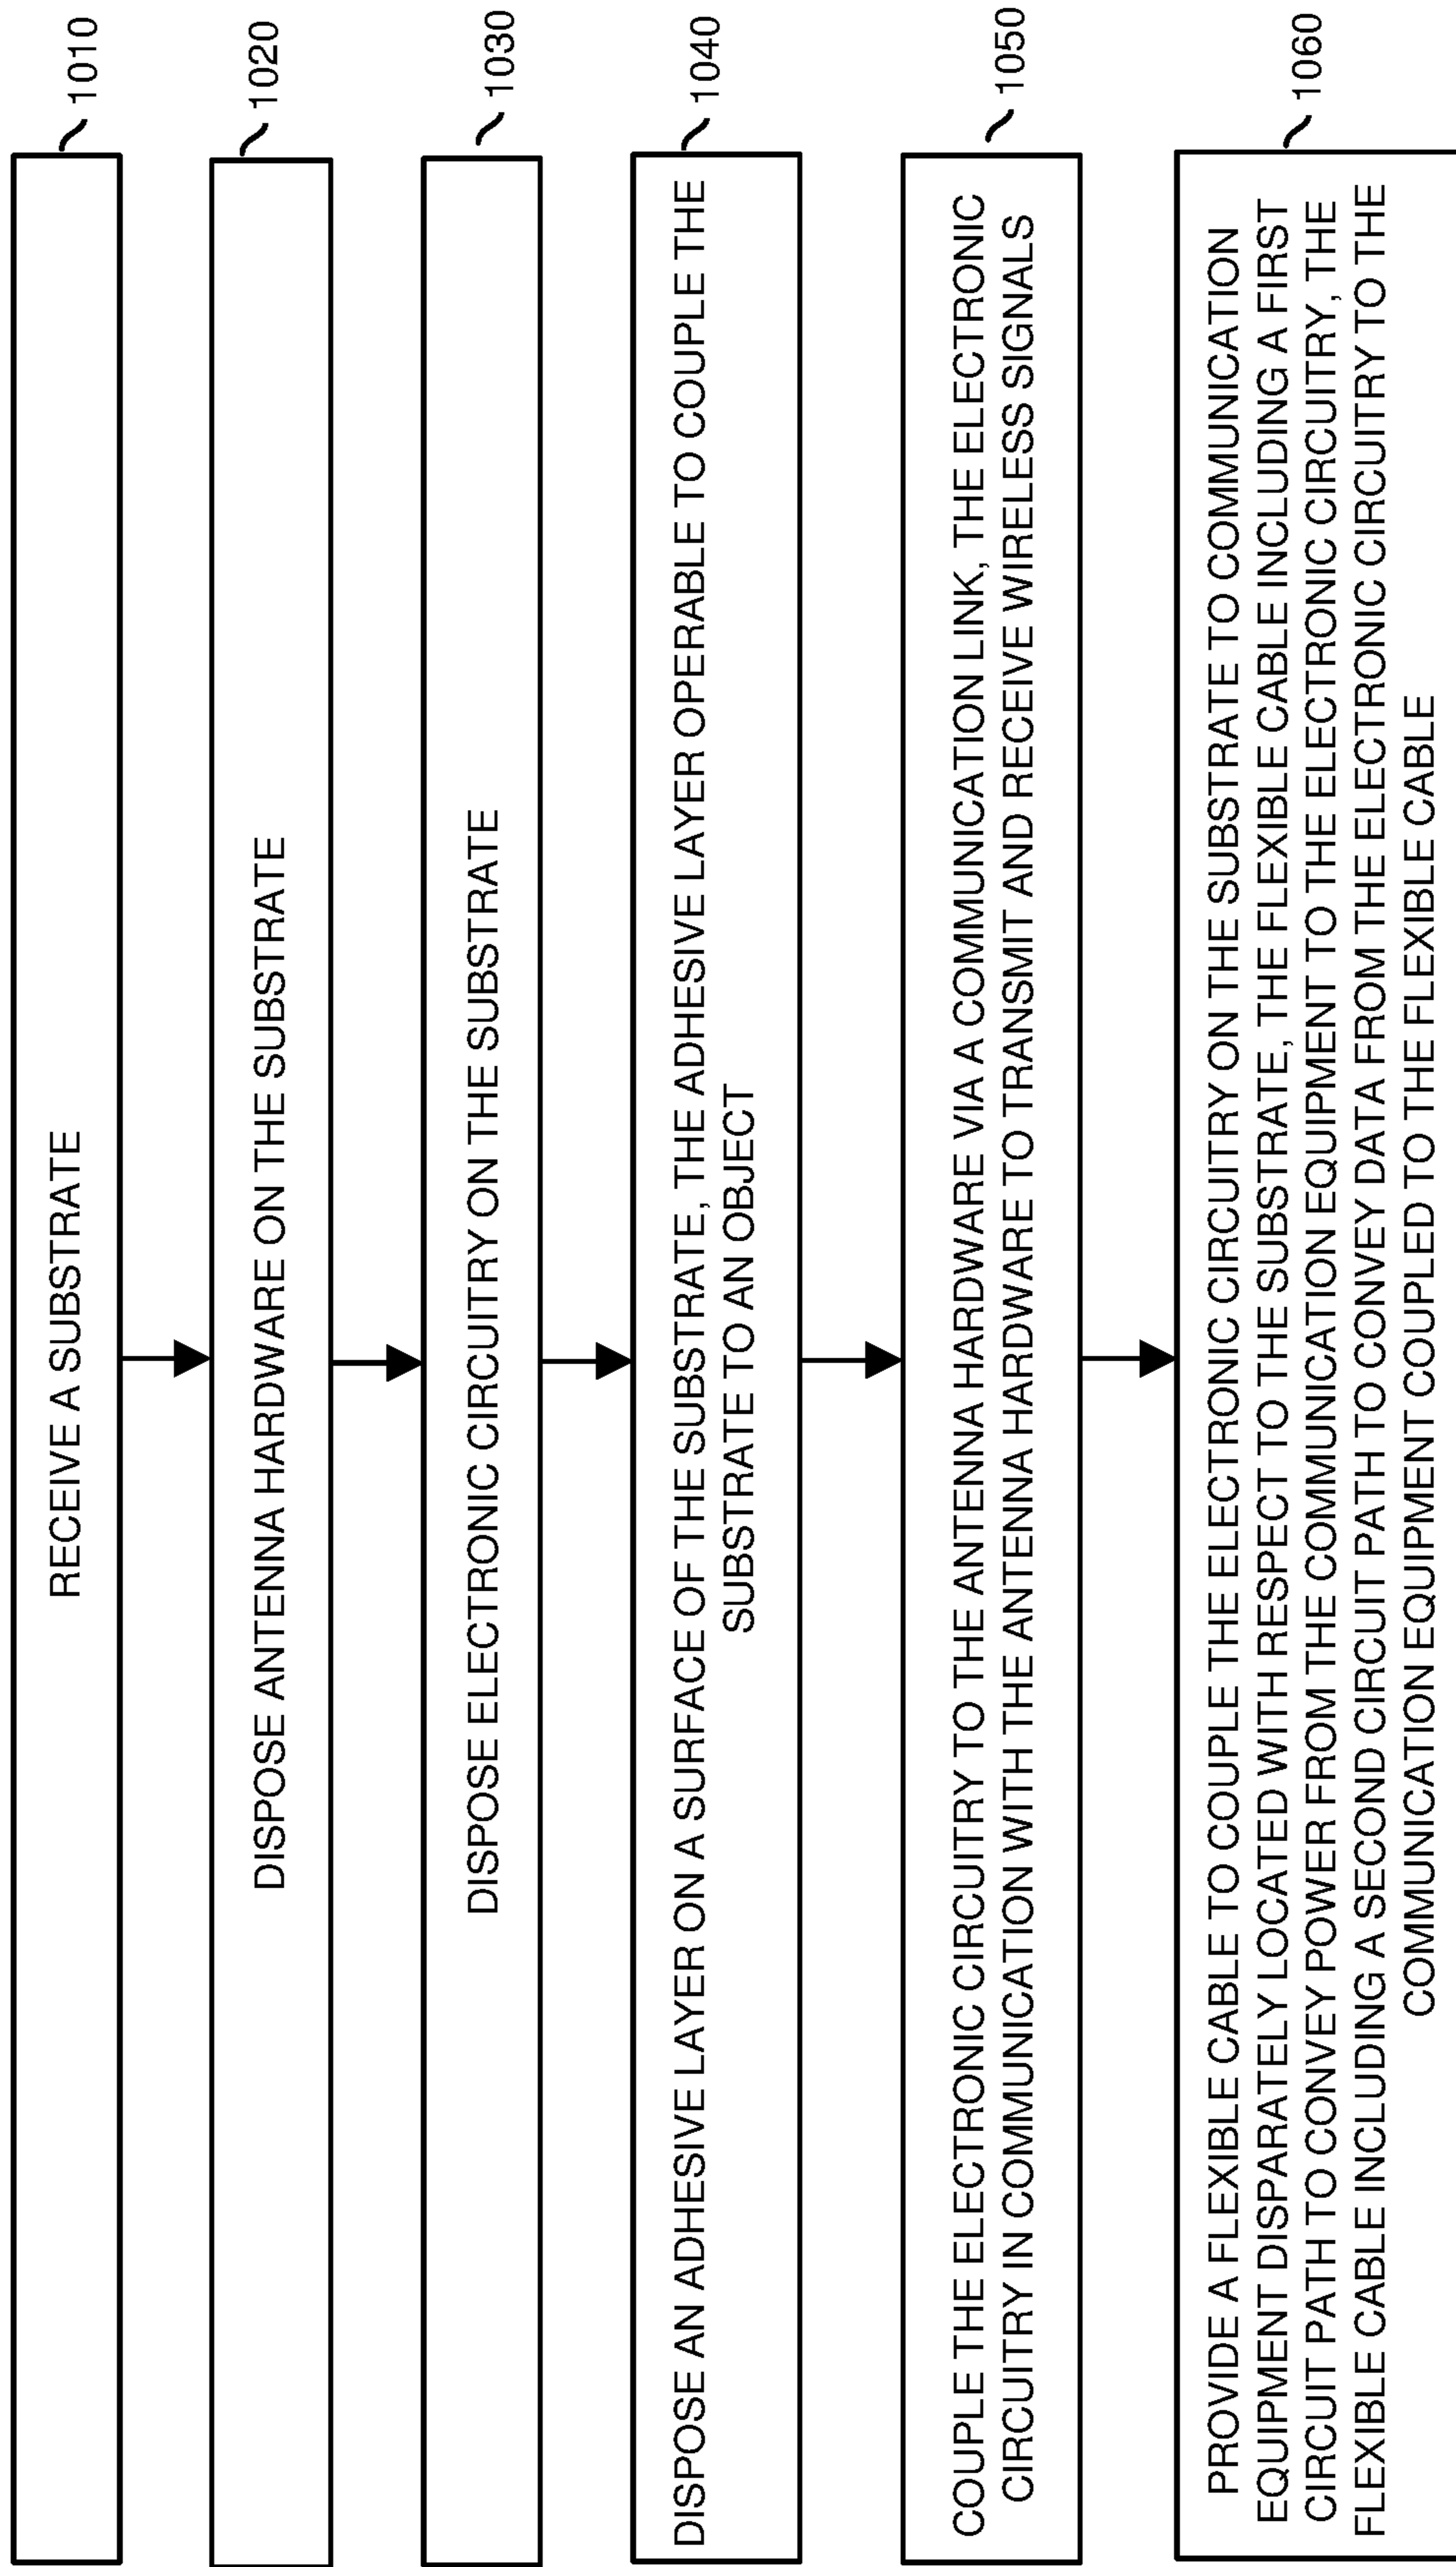 RECEIVE A SUBSTRATE
1010
DISPOSE ANTENNA HARDWARE ON THE SUBSTRATE
1020
DISPOSE ELECTRONIC CIRCUITRY ON THE SUBSTRATE
1030
DISPOSE AN ADHESIVE LAYER ON A SURFACE OF THE SUBSTRATE, THE ADHESIVE LAYER OPERABLE TO COUPLE THE
SUBSTRATE TO AN OBJECT
1040
COUPLE THE ELECTRONIC CIRCUITRY TO THE ANTENNA HARDWARE VIA A COMMUNICATION LINK, THE ELECTRONIC
CIRCUITRY IN COMMUNICATION WITH THE ANTENNA HARDWARE TO TRANSMIT AND RECEIVE WIRELESS SIGNALS
1050
PROVIDE A FLEXIBLE CABLE TO COUPLE THE ELECTRONIC CIRCUITRY ON THE SUBSTRATE TO COMMUNICATION
EQUIPMENT DISPARATELY LOCATED WITH RESPECT TO THE SUBSTRATE, THE FLEXIBLE CABLE INCLUDING A FIRST
CIRCUIT PATH TO CONVEY POWER FROM THE COMMUNICATION EQUIPMENT TO THE ELECTRONIC CIRCUITRY, THE
FLEXIBLE CABLE INCLUDING A SECOND CIRCUIT PATH TO CONVEY DATA FROM THE ELECTRONIC CIRCUITRY TO THE
COMMUNICATION EQUIPMENT COUPLED TO THE FLEXIBLE CABLE
1060